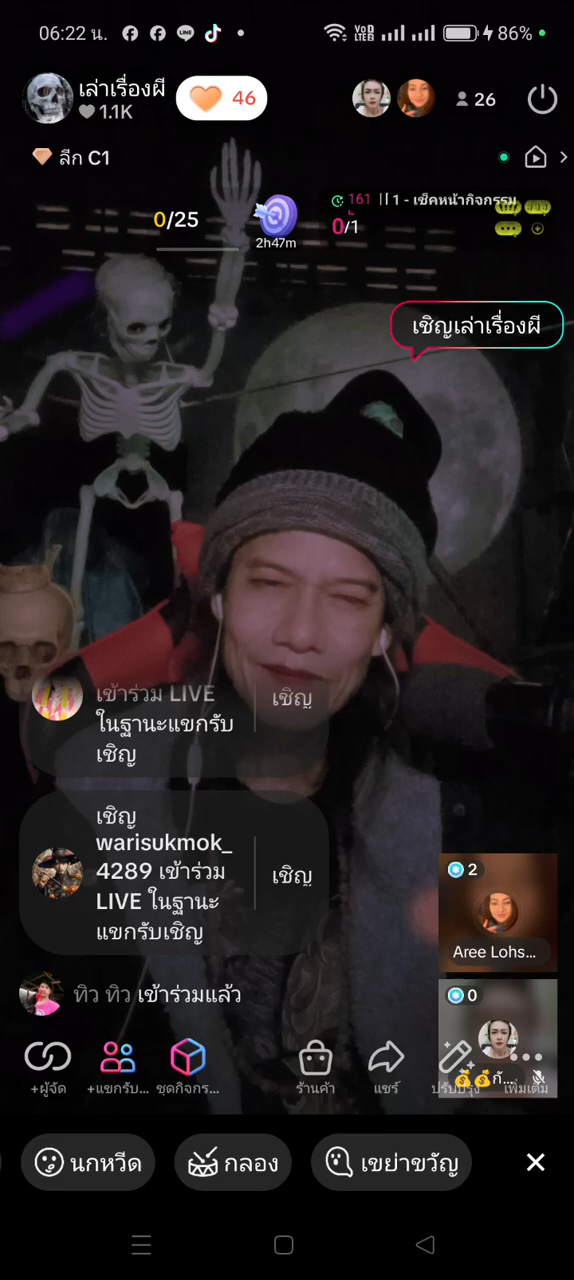 06:22 น.
86%
เล่าเรื่องผี
1.1K
46
26
ลีก C1
0/25
2h47m
161
1 - เช็คหน้ากิจกรรม
0/1
เชิญเล่าเรื่องผี
เข้าร่วม LIVE
ในฐานะแขกรับ
เชิญ
เชิญ
เชิญ
warisukmok_
4289 เข้าร่วม
LIVE ในฐานะ
แขกรับเชิญ
เชิญ
2
Aree Lohs...
0
ทิว ทิว เข้าร่วมแล้ว
+ผู้จัด
+แขกรับ...
ชุดกิจกร...
ร้านค้า
แชร์
ปรับปรุง
เพิ่มเติม
นกหวีด
กลอง
เขย่าขวัญ